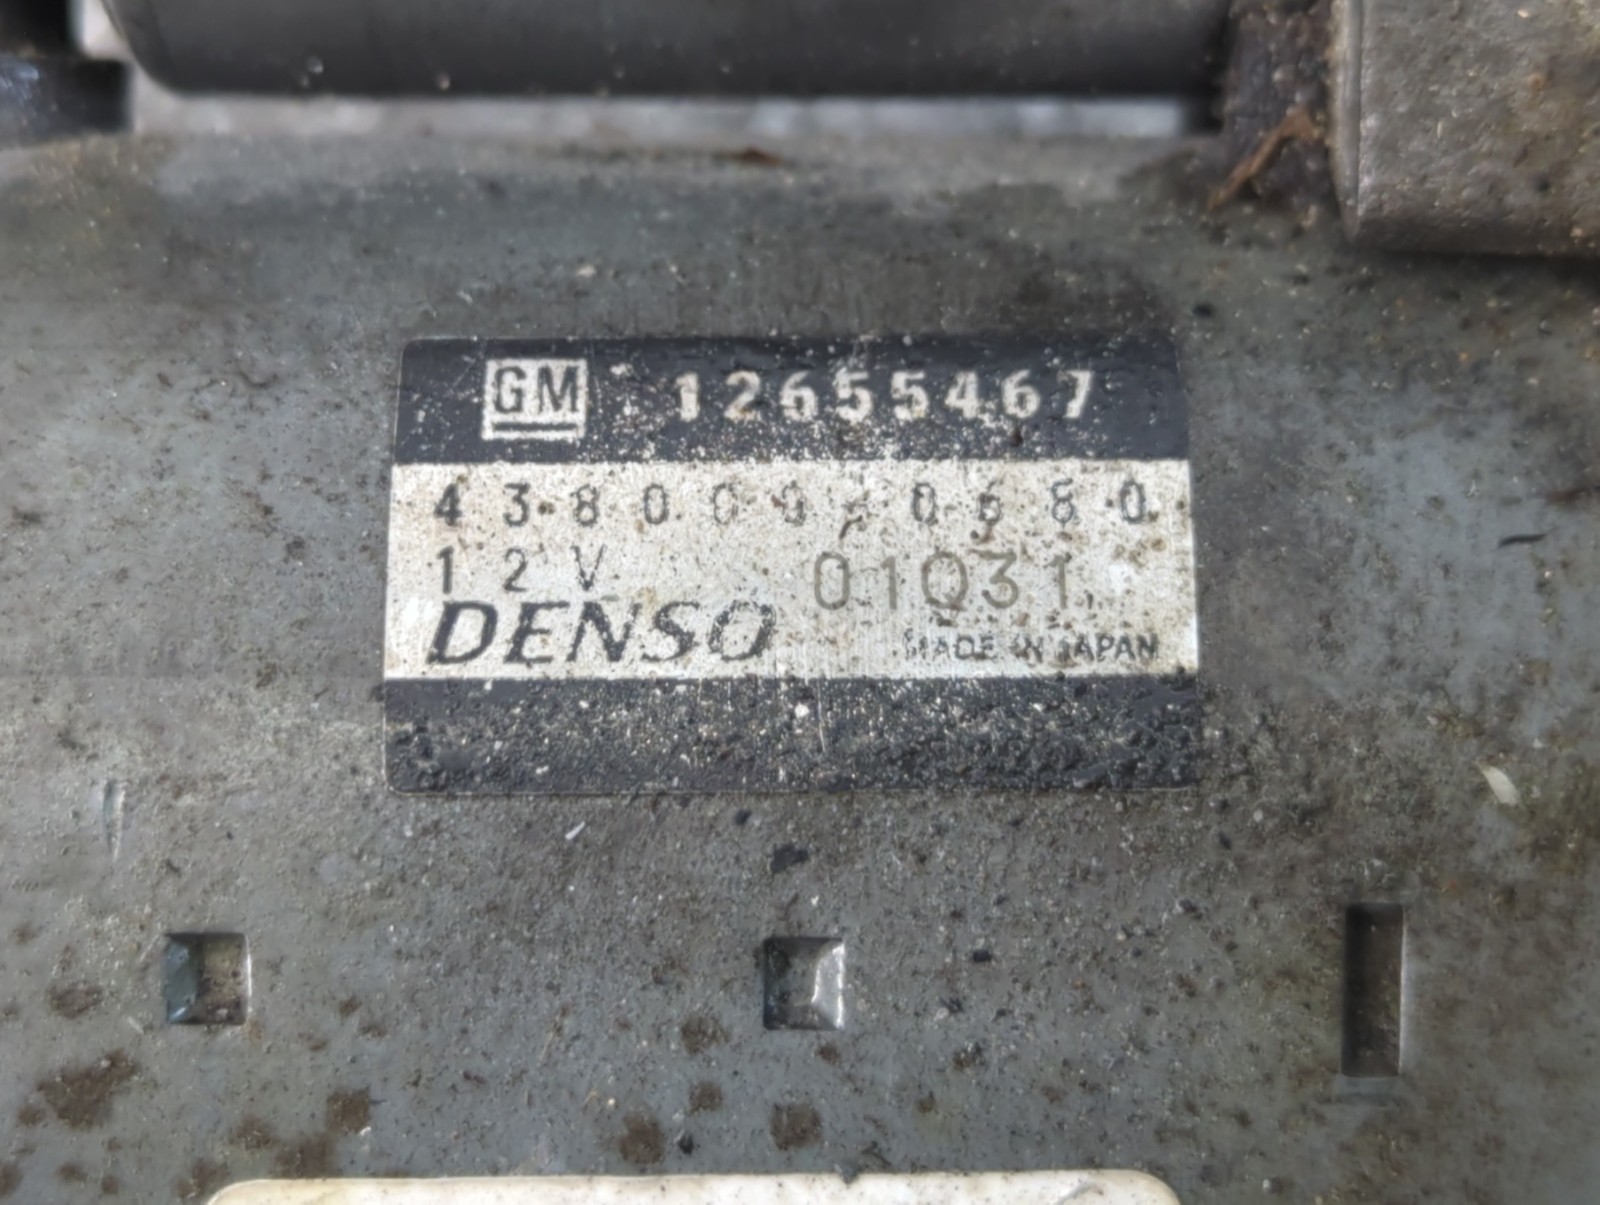 GM 12655467
438000-0680
12V 01Q31
DENSO MADE IN JAPAN